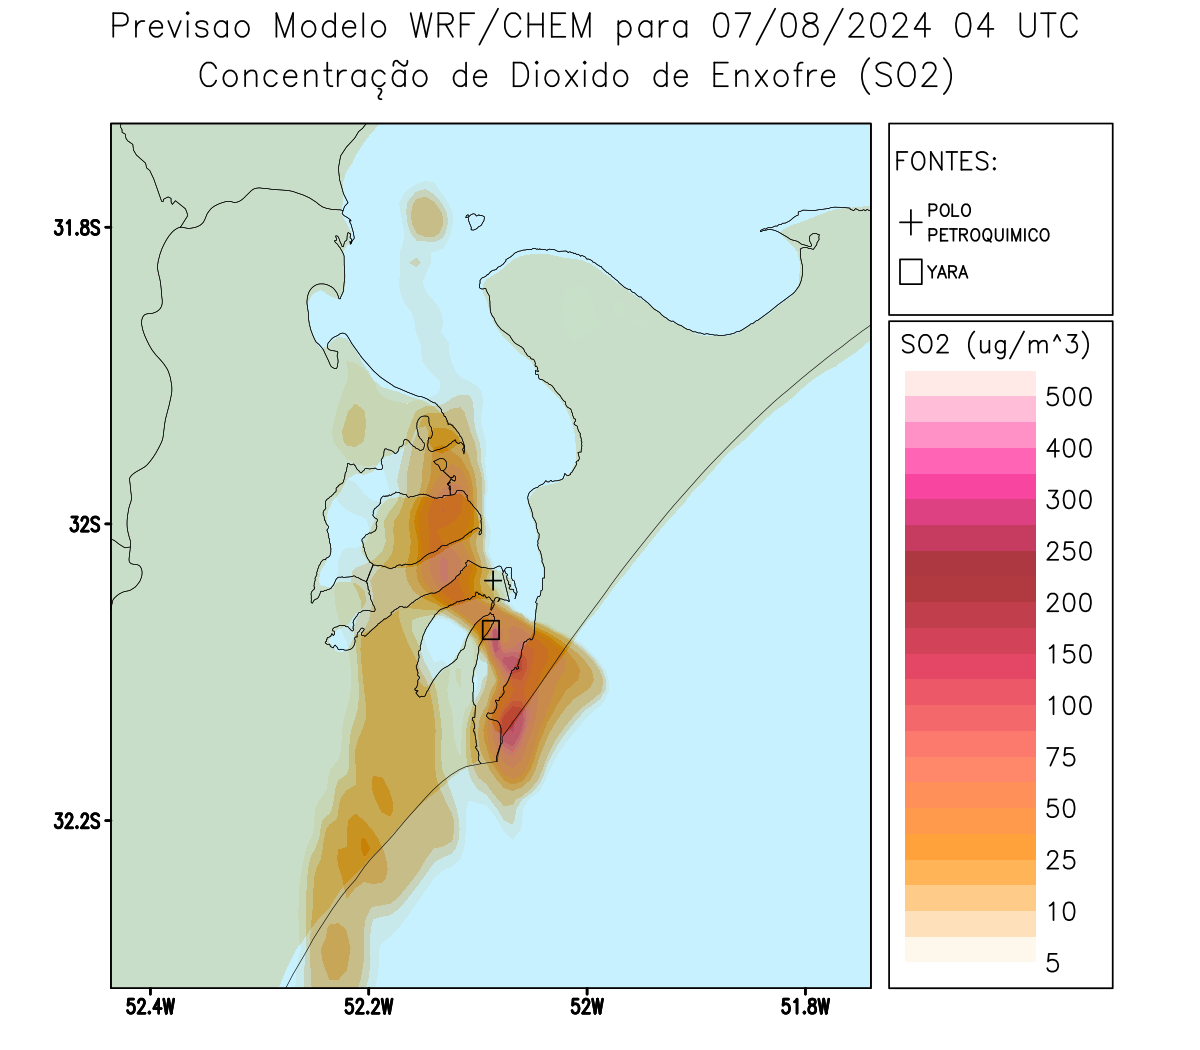 Previsao Modelo WRF/CHEM para 07/08/2024 04 UTC
Concentração de Dioxido de Enxofre (SO2)
FONTES:
POLO
PETROQUIMICO
YARA
31.8S
32S
32.2S
52.4W
52.2W
52W
51.8W
SO2 (ug/m^3)
500
400
300
250
200
150
100
75
50
25
10
5